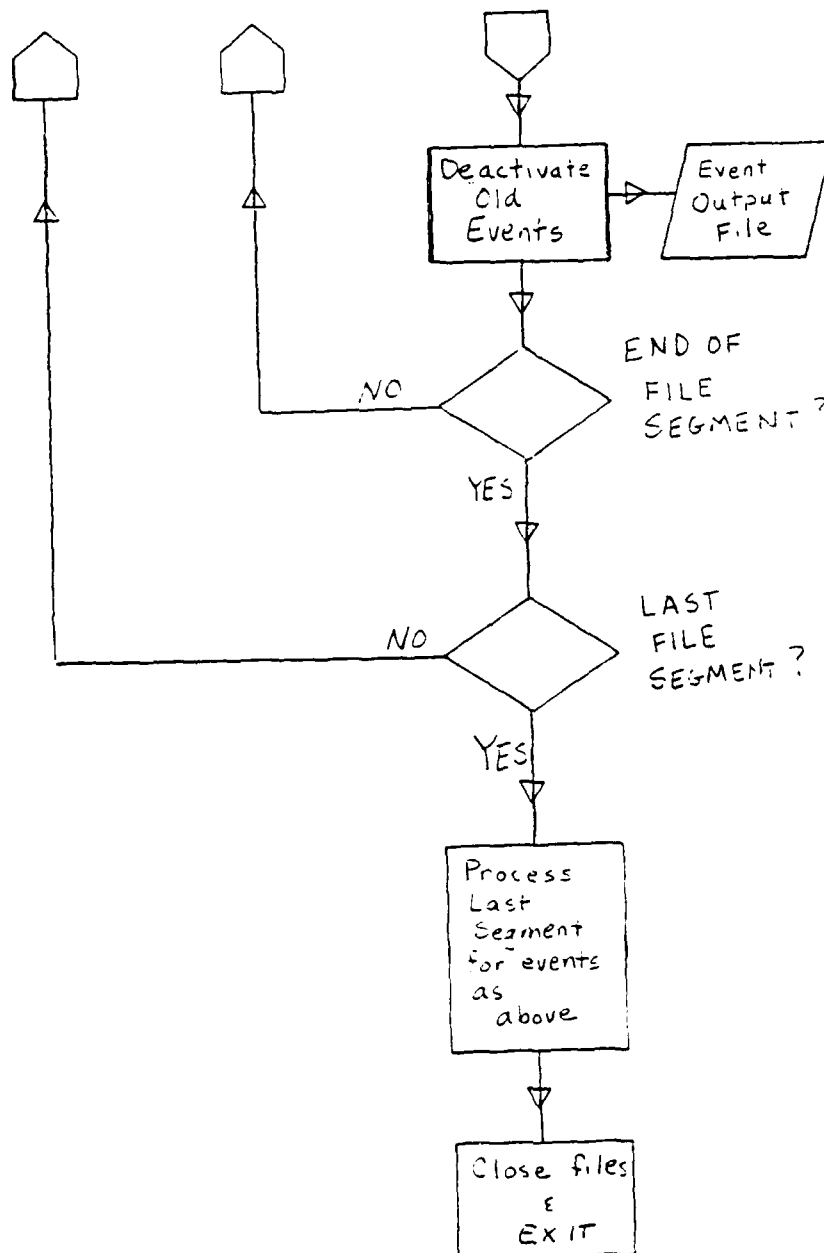 Deactivate
Old
Events
Event
Output
File
END OF
FILE
SEGMENT ?
NO
YES
LAST
FILE
SEGMENT ?
NO
YES
Process
Last
Segment
for events
as
above
Close files
&
EXIT